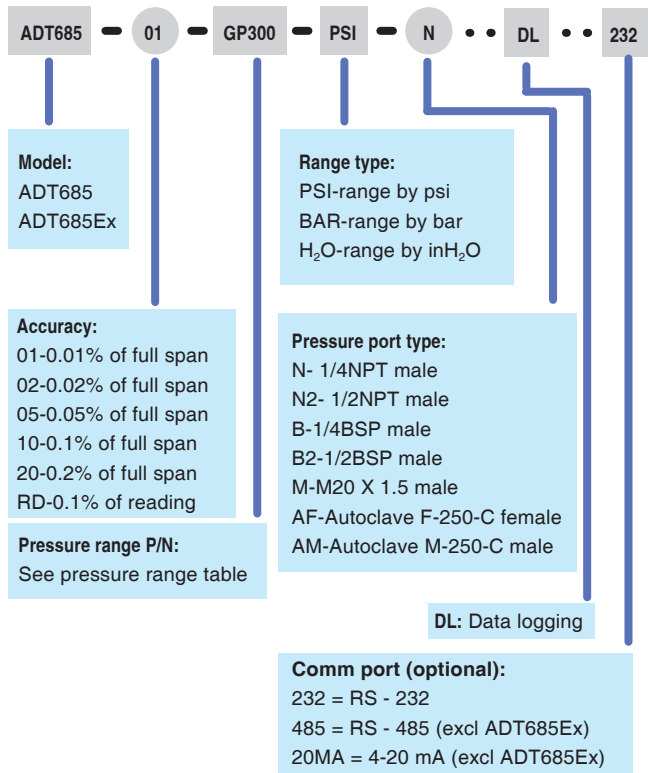 ADT685 - 01 - GP300 - PSI - N • • DL • • 232
Model:
ADT685
ADT685Ex
Range type:
PSI-range by psi
BAR-range by bar
H₂O-range by inH₂O
Accuracy:
01-0.01% of full span
02-0.02% of full span
05-0.05% of full span
10-0.1% of full span
20-0.2% of full span
RD-0.1% of reading
Pressure port type:
N- 1/4NPT male
N2- 1/2NPT male
B-1/4BSP male
B2-1/2BSP male
M-M20 X 1.5 male
AF-Autoclave F-250-C female
AM-Autoclave M-250-C male
Pressure range P/N:
See pressure range table
DL: Data logging
Comm port (optional):
232 = RS - 232
485 = RS - 485 (excl ADT685Ex)
20MA = 4-20 mA (excl ADT685Ex)